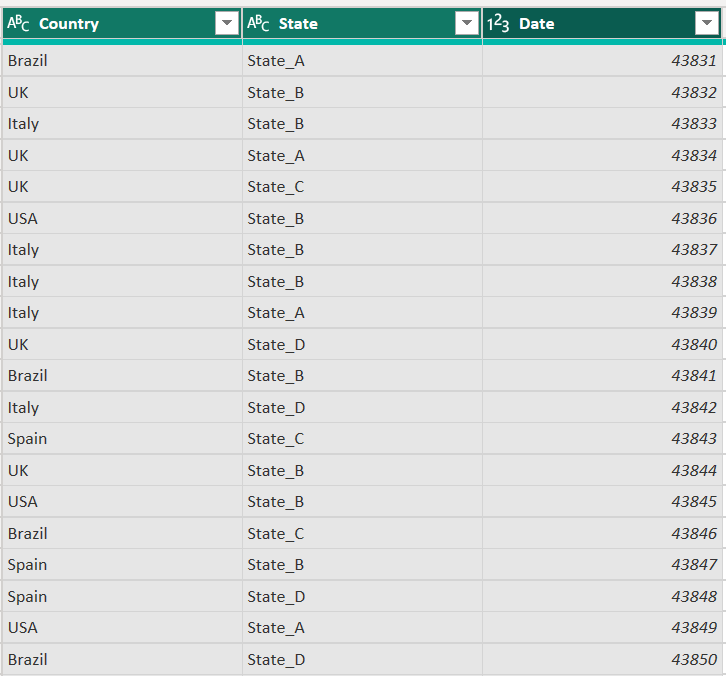 ABC Country ABC State 123 Date
Brazil State_A 43831
UK State_B 43832
Italy State_B 43833
UK State_A 43834
UK State_C 43835
USA State_B 43836
Italy State_B 43837
Italy State_B 43838
Italy State_A 43839
UK State_D 43840
Brazil State_B 43841
Italy State_D 43842
Spain State_C 43843
UK State_B 43844
USA State_B 43845
Brazil State_C 43846
Spain State_B 43847
Spain State_D 43848
USA State_A 43849
Brazil State_D 43850